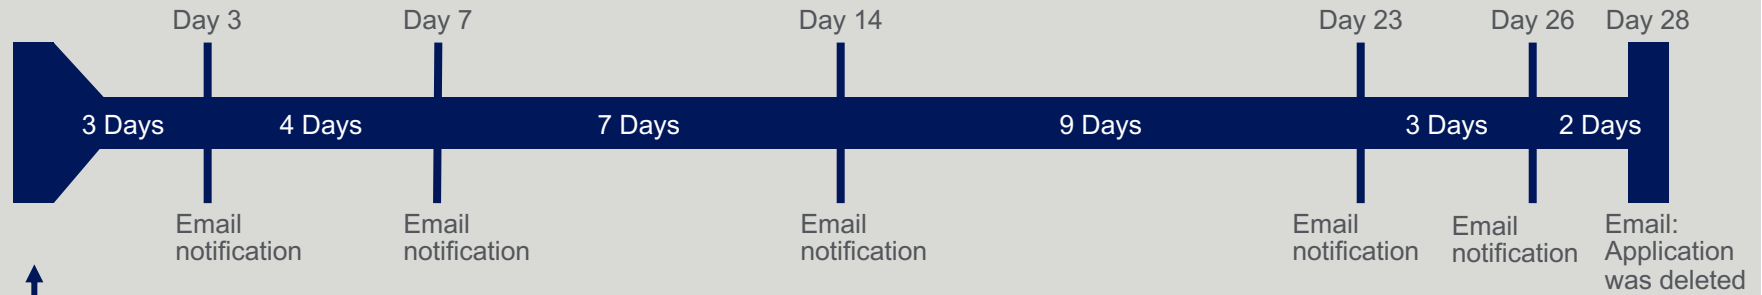 Day 3
Day 7
Day 14
Day 23
Day 26
Day 28
3 Days
4 Days
7 Days
9 Days
3 Days
2 Days
Email
notification
Email
notification
Email
notification
Email
notification
Email
notification
Email:
Application
was deleted